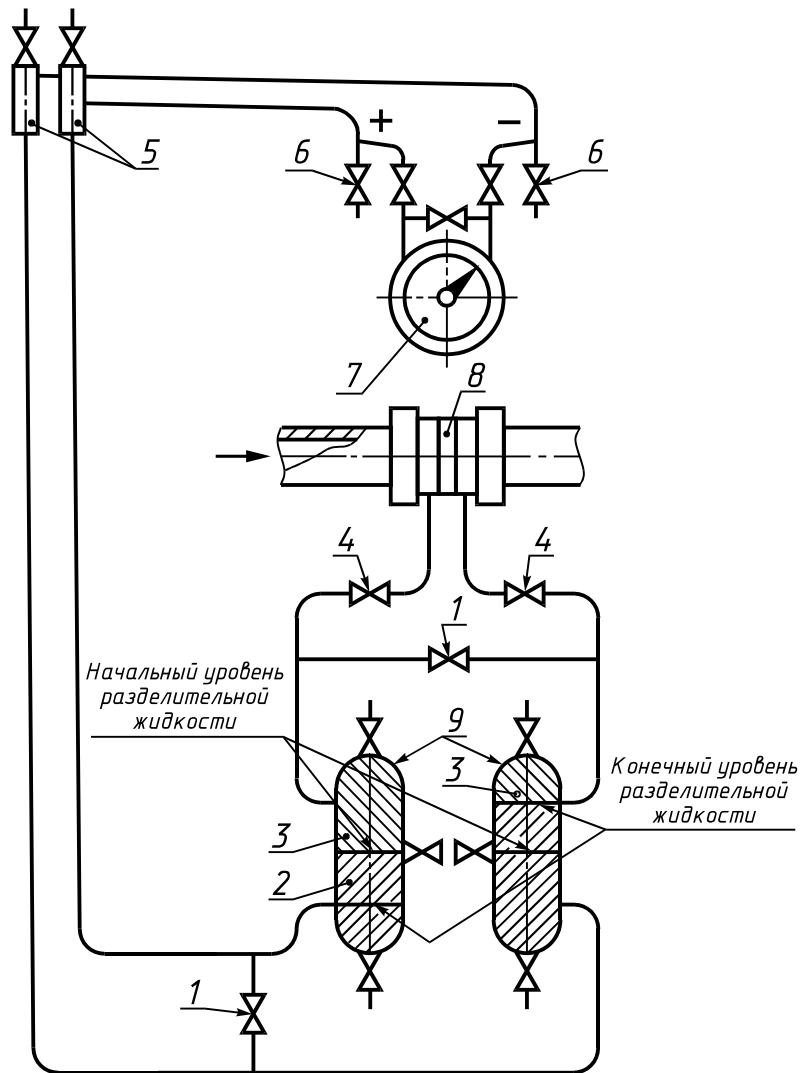 5
+
–
6
6
7
8
4
4
1
Начальный уровень
разделительной
жидкости
9
3
Конечный уровень
разделительной
жидкости
3
2
1